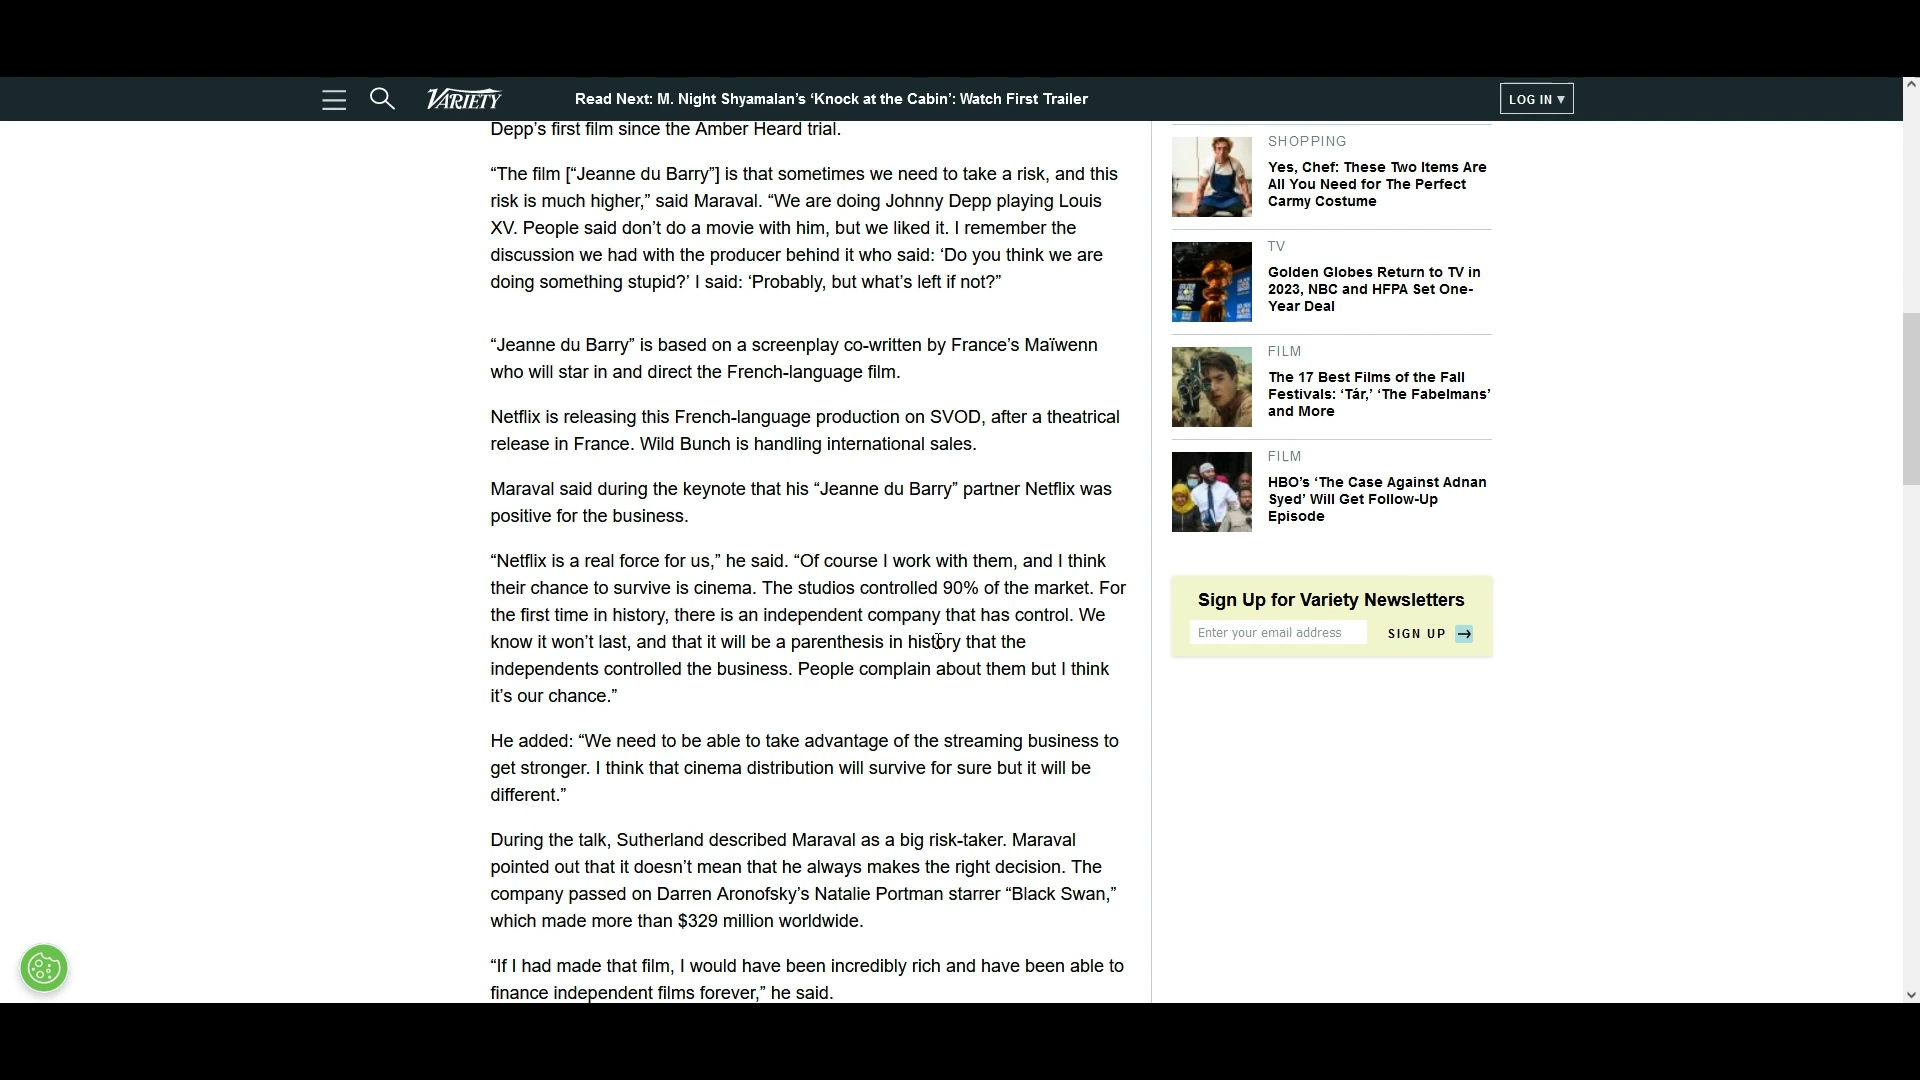 VARIETY
Read Next: M. Night Shyamalan’s ‘Knock at the Cabin’: Watch First Trailer
LOG IN ▾
Depp’s first film since the Amber Heard trial.
“The film [“Jeanne du Barry”] is that sometimes we need to take a risk, and this
risk is much higher,” said Maraval. “We are doing Johnny Depp playing Louis
XV. People said don’t do a movie with him, but we liked it. I remember the
discussion we had with the producer behind it who said: ‘Do you think we are
doing something stupid?’ I said: ‘Probably, but what’s left if not?”
“Jeanne du Barry” is based on a screenplay co-written by France’s Maïwenn
who will star in and direct the French-language film.
Netflix is releasing this French-language production on SVOD, after a theatrical
release in France. Wild Bunch is handling international sales.
Maraval said during the keynote that his “Jeanne du Barry” partner Netflix was
positive for the business.
“Netflix is a real force for us,” he said. “Of course I work with them, and I think
their chance to survive is cinema. The studios controlled 90% of the market. For
the first time in history, there is an independent company that has control. We
know it won’t last, and that it will be a parenthesis in history that the
independents controlled the business. People complain about them but I think
it’s our chance.”
He added: “We need to be able to take advantage of the streaming business to
get stronger. I think that cinema distribution will survive for sure but it will be
different.”
During the talk, Sutherland described Maraval as a big risk-taker. Maraval
pointed out that it doesn’t mean that he always makes the right decision. The
company passed on Darren Aronofsky’s Natalie Portman starrer “Black Swan,”
which made more than $329 million worldwide.
“If I had made that film, I would have been incredibly rich and have been able to
finance independent films forever,” he said.
SHOPPING
Yes, Chef: These Two Items Are
All You Need for The Perfect
Carmy Costume
TV
Golden Globes Return to TV in
2023, NBC and HFPA Set One-
Year Deal
FILM
The 17 Best Films of the Fall
Festivals: ‘Tár,’ ‘The Fabelmans’
and More
FILM
HBO’s ‘The Case Against Adnan
Syed’ Will Get Follow-Up
Episode
Sign Up for Variety Newsletters
Enter your email address
SIGN UP →